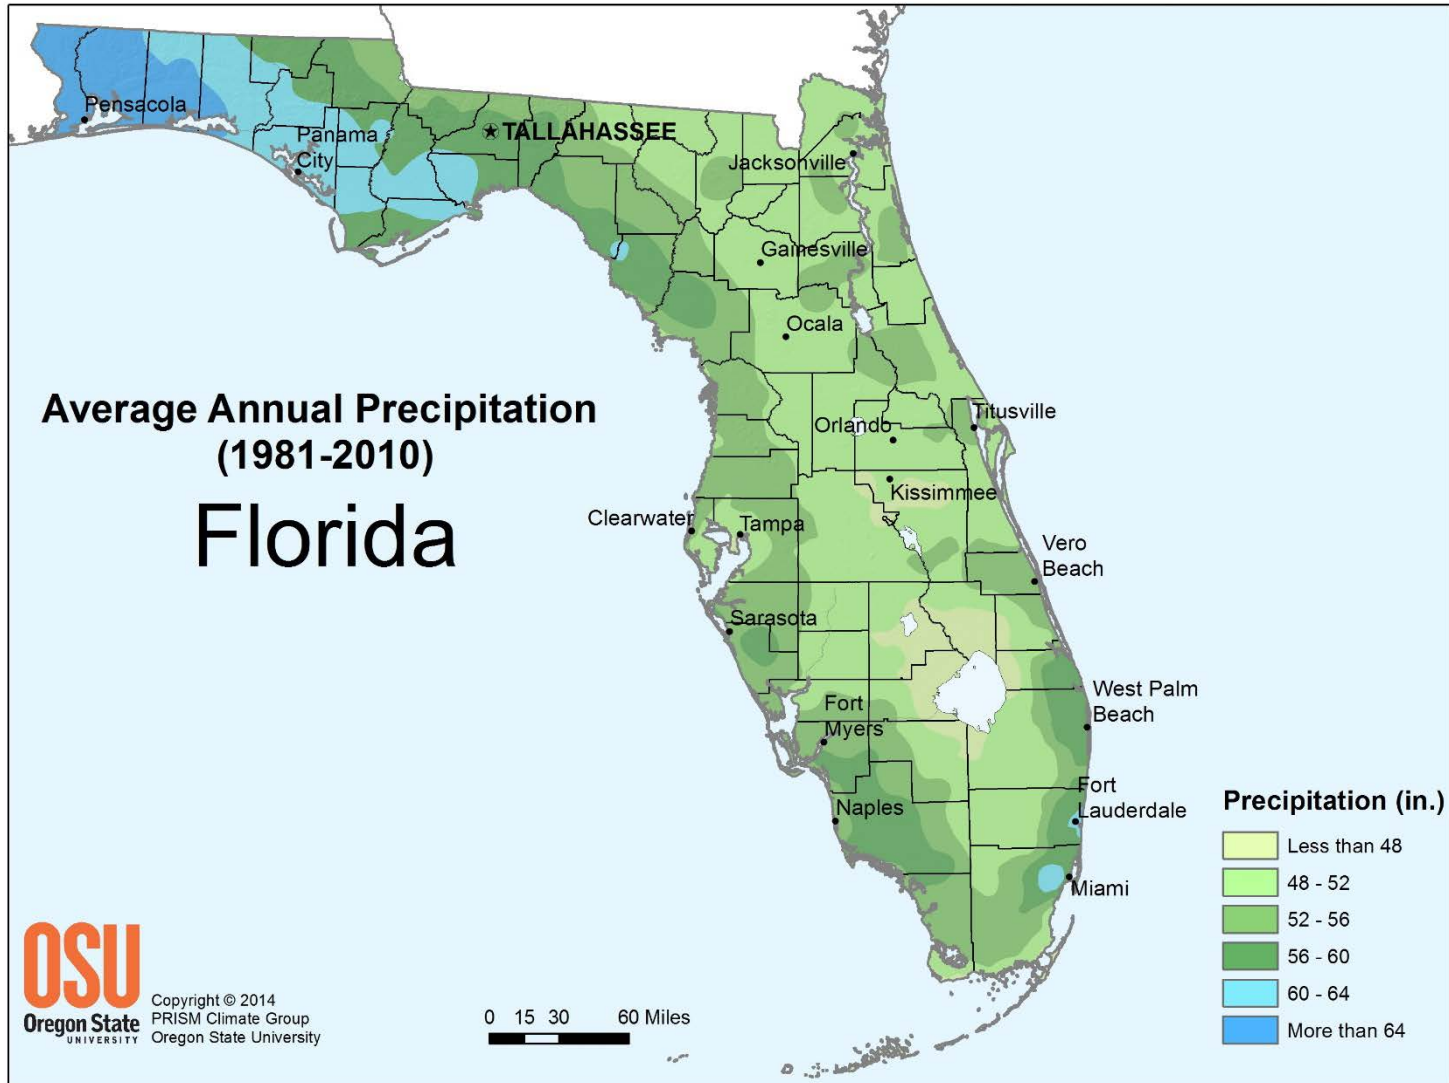 Pensacola
Panama
City
TALLAHASSEE
Jacksonville
Gainesville
Ocala
Average Annual Precipitation
(1981-2010)
Florida
Titusville
Orlando
Kissimmee
Clearwater
Tampa
Vero
Beach
Sarasota
West Palm
Beach
Fort
Myers
Naples
Fort
Lauderdale
Miami
Precipitation (in.)
Less than 48
48 - 52
52 - 56
56 - 60
60 - 64
More than 64
OSU
Oregon State
UNIVERSITY
Copyright © 2014
PRISM Climate Group
Oregon State University
0 15 30 60 Miles